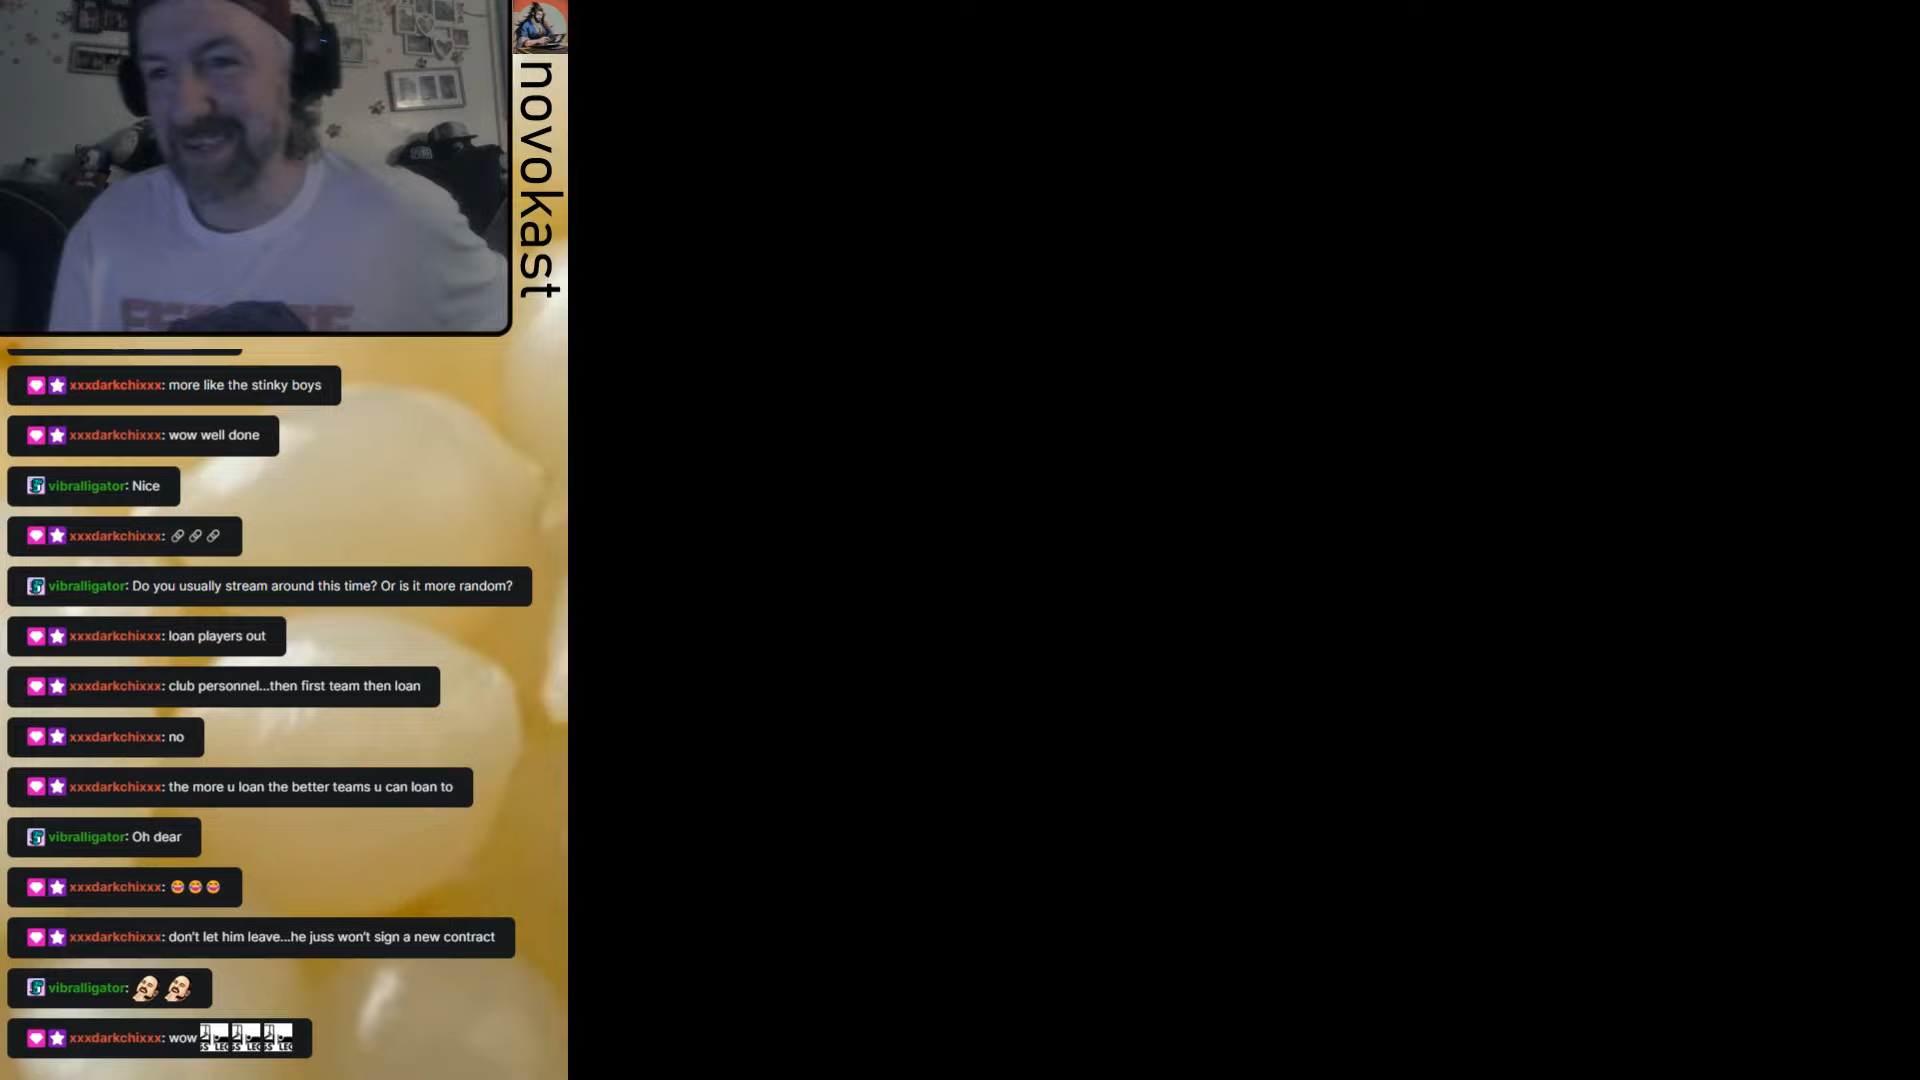 novokast
xxxdarkchixxx: more like the stinky boys
xxxdarkchixxx: wow well done
vibralligator: Nice
xxxdarkchixxx: 🔗 🔗 🔗
vibralligator: Do you usually stream around this time? Or is it more random?
xxxdarkchixxx: loan players out
xxxdarkchixxx: club personnel...then first team then loan
xxxdarkchixxx: no
xxxdarkchixxx: the more u loan the better teams u can loan to
vibralligator: Oh dear
xxxdarkchixxx: 😂 😂 😂
xxxdarkchixxx: don't let him leave...he juss won't sign a new contract
vibralligator:
xxxdarkchixxx: wow